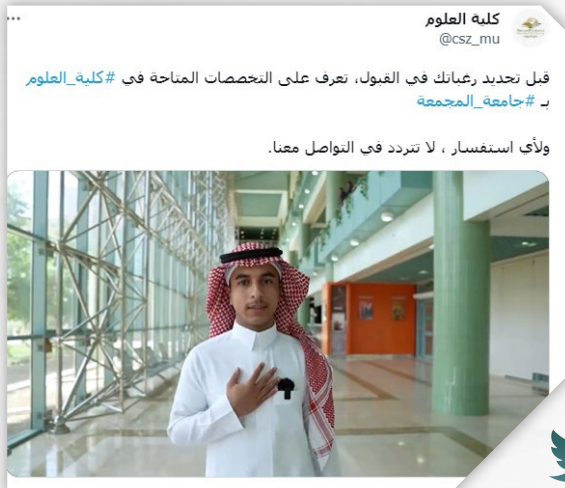 كلية العلوم
@csz_mu
قبل تحديد رغباتك في القبول، تعرف على التخصصات المتاحة في #كلية_العلوم
بـ #جامعة_المجمعة
ولأي استفسار ، لا تتردد في التواصل معنا.